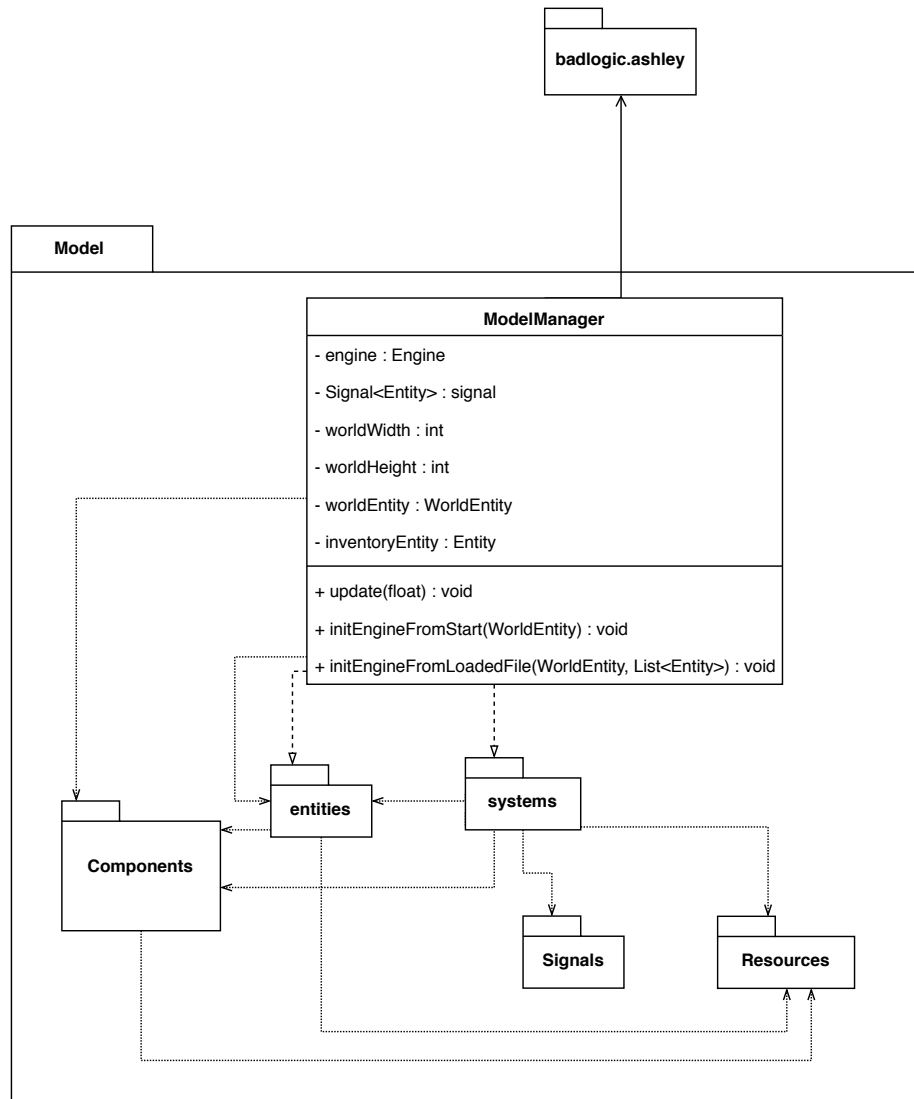 badlogic.ashley
Model
ModelManager
- engine : Engine
- Signal<Entity> : signal
- worldWidth : int
- worldHeight : int
- worldEntity : WorldEntity
- inventoryEntity : Entity
+ update(float) : void
+ initEngineFromStart(WorldEntity) : void
+ initEngineFromLoadedFile(WorldEntity, List<Entity>) : void
entities
systems
Components
Signals
Resources